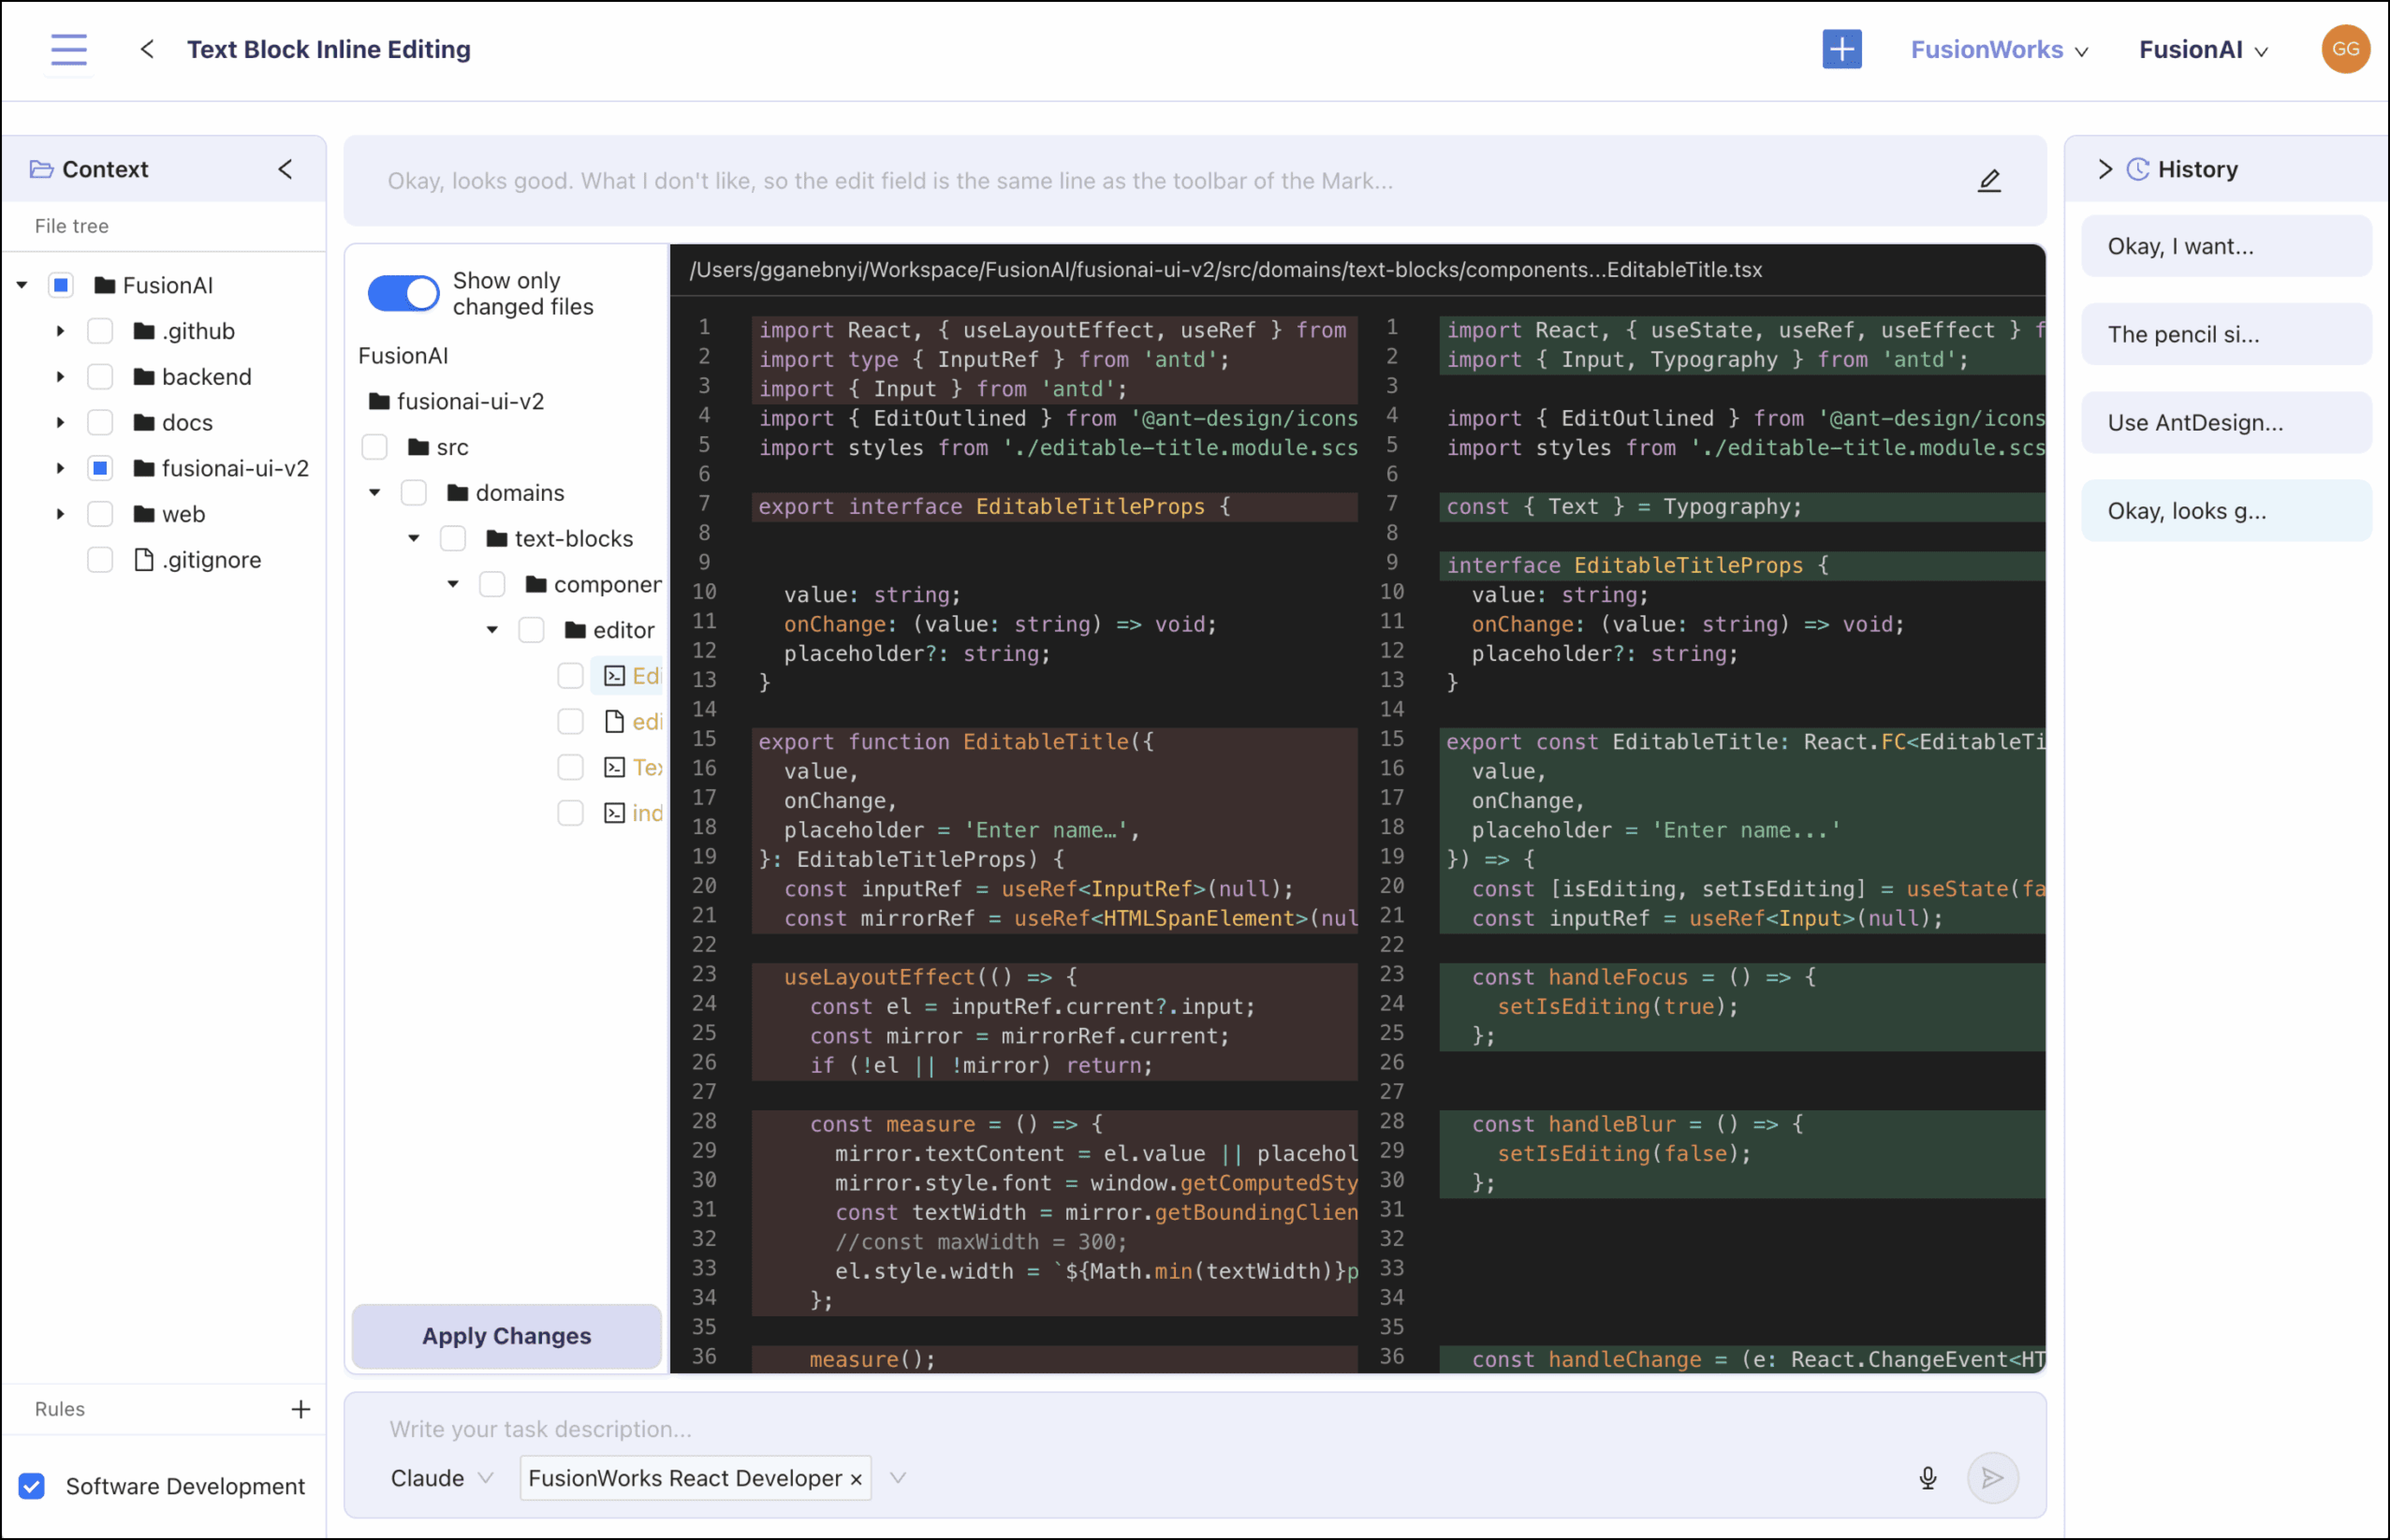 Text Block Inline Editing
FusionWorks
FusionAI
GG
Context
File tree
FusionAI
.github
backend
docs
fusionai-ui-v2
web
.gitignore
Rules
Software Development
Okay, looks good. What I don't like, so the edit field is the same line as the toolbar of the Mark...
Show only
changed files
FusionAI
fusionai-ui-v2
src
domains
text-blocks
componer
editor
Edi
edi
Tex
ind
Apply Changes
/Users/gganebnyi/Workspace/FusionAI/fusionai-ui-v2/src/domains/text-blocks/components...EditableTitle.tsx
1 import React, { useLayoutEffect, useRef } from
2 import type { InputRef } from 'antd';
3 import { Input } from 'antd';
4 import { EditOutlined } from '@ant-design/icons
5 import styles from './editable-title.module.scs
6
7 export interface EditableTitleProps {
8
9
10 value: string;
11 onChange: (value: string) => void;
12 placeholder?: string;
13 }
14
15 export function EditableTitle({
16 value,
17 onChange,
18 placeholder = 'Enter name…',
19 }: EditableTitleProps) {
20 const inputRef = useRef<InputRef>(null);
21 const mirrorRef = useRef<HTMLSpanElement>(nul
22
23 useLayoutEffect(() => {
24 const el = inputRef.current?.input;
25 const mirror = mirrorRef.current;
26 if (!el || !mirror) return;
27
28 const measure = () => {
29 mirror.textContent = el.value || placehol
30 mirror.style.font = window.getComputedSty
31 const textWidth = mirror.getBoundingClien
32 //const maxWidth = 300;
33 el.style.width = `${Math.min(textWidth)}p
34 };
35
36 measure();
1 import React, { useState, useRef, useEffect } f
2 import { Input, Typography } from 'antd';
3
4 import { EditOutlined } from '@ant-design/icons
5 import styles from './editable-title.module.scs
6
7 const { Text } = Typography;
8
9 interface EditableTitleProps {
10 value: string;
11 onChange: (value: string) => void;
12 placeholder?: string;
13 }
14
15 export const EditableTitle: React.FC<EditableTi
16 value,
17 onChange,
18 placeholder = 'Enter name...'
19 }) => {
20 const [isEditing, setIsEditing] = useState(fa
21 const inputRef = useRef<Input>(null);
22
23 const handleFocus = () => {
24 setIsEditing(true);
25 };
26
27
28 const handleBlur = () => {
29 setIsEditing(false);
30 };
31
32
33
34
35
36 const handleChange = (e: React.ChangeEvent<HT
Write your task description...
Claude
FusionWorks React Developer ×
History
Okay, I want...
The pencil si...
Use AntDesign...
Okay, looks g...